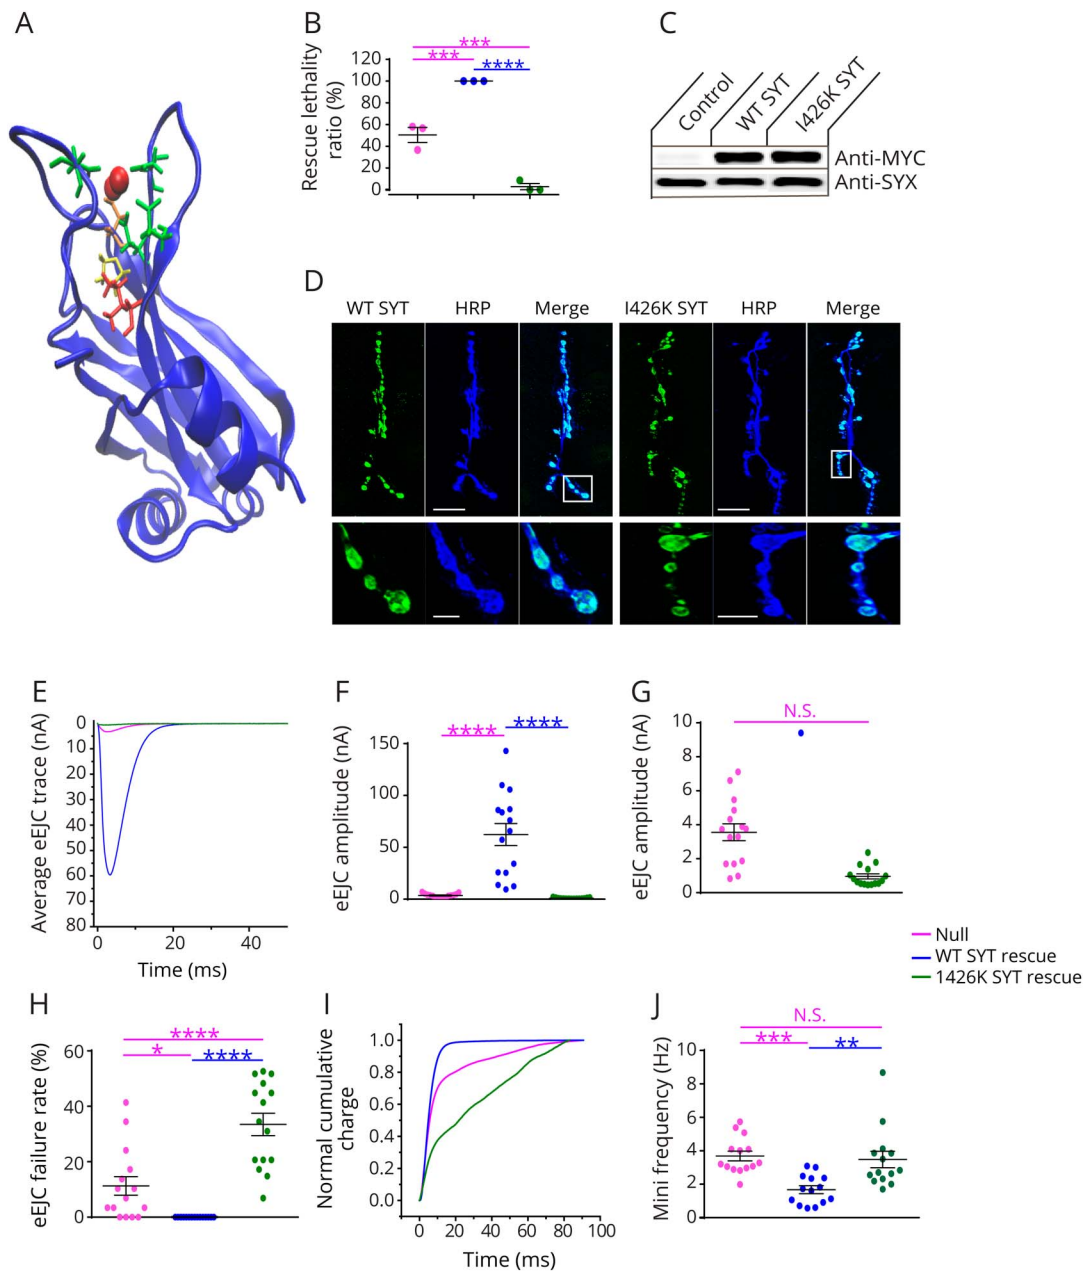 A
B
Rescue lethality
ratio (%)
120
100
80
60
40
20
0
***
***
****
C
Control
WT SYT
I426K SYT
Anti-MYC
Anti-SYX
D
WT SYT HRP Merge I426K SYT HRP Merge
E
Average eEJC trace (nA)
0
10
20
30
40
50
60
70
80
0 20 40
Time (ms)
F
eEJC amplitude (nA)
150
100
50
0
****
****
G
eEJC amplitude (nA)
10
8
6
4
2
0
N.S.
Null
WT SYT rescue
1426K SYT rescue
H
eEJC failure rate (%)
60
40
20
0
****
*
****
I
Normal cumulative
charge
1.0
0.8
0.6
0.4
0.2
0.0
0 20 40 60 80 100
Time (ms)
J
Mini frequency (Hz)
10
8
6
4
2
0
N.S.
***
**